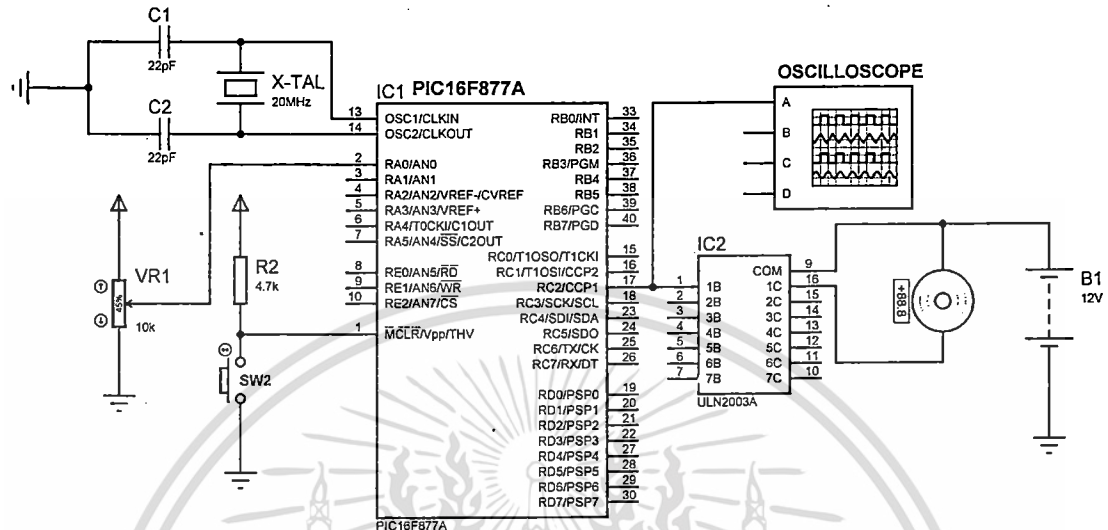 C1
22pF
X-TAL
20MHz
C2
22pF
IC1 PIC16F877A
13 OSC1/CLKIN
14 OSC2/CLKOUT
2 RA0/AN0
3 RA1/AN1
4 RA2/AN2/VREF-/CVREF
5 RA3/AN3/VREF+
6 RA4/T0CKI/C1OUT
7 RA5/AN4/SS/C2OUT
8 RE0/AN5/RD
9 RE1/AN6/WR
10 RE2/AN7/CS
1 MCLR/Vpp/THV
RB0/INT 33
RB1 34
RB2 35
RB3/PGM 36
RB4 37
RB5 38
RB6/PGC 39
RB7/PGD 40
RC0/T1OSO/T1CKI 15
RC1/T1OSI/CCP2 16
RC2/CCP1 17
RC3/SCK/SCL 18
RC4/SDI/SDA 23
RC5/SDO 24
RC6/TX/CK 25
RC7/RX/DT 26
RD0/PSP0 19
RD1/PSP1 20
RD2/PSP2 21
RD3/PSP3 22
RD4/PSP4 27
RD5/PSP5 28
RD6/PSP6 29
RD7/PSP7 30
PIC16F877A
VR1
45%
10k
R2
4.7k
SW2
OSCILLOSCOPE
A
B
C
D
IC2
COM 9
1 1B 1C 16
2 2B 2C 15
3 3B 3C 14
4 4B 4C 13
5 5B 5C 12
6 6B 6C 11
7 7B 7C 10
ULN2003A
+88.8
B1
12V